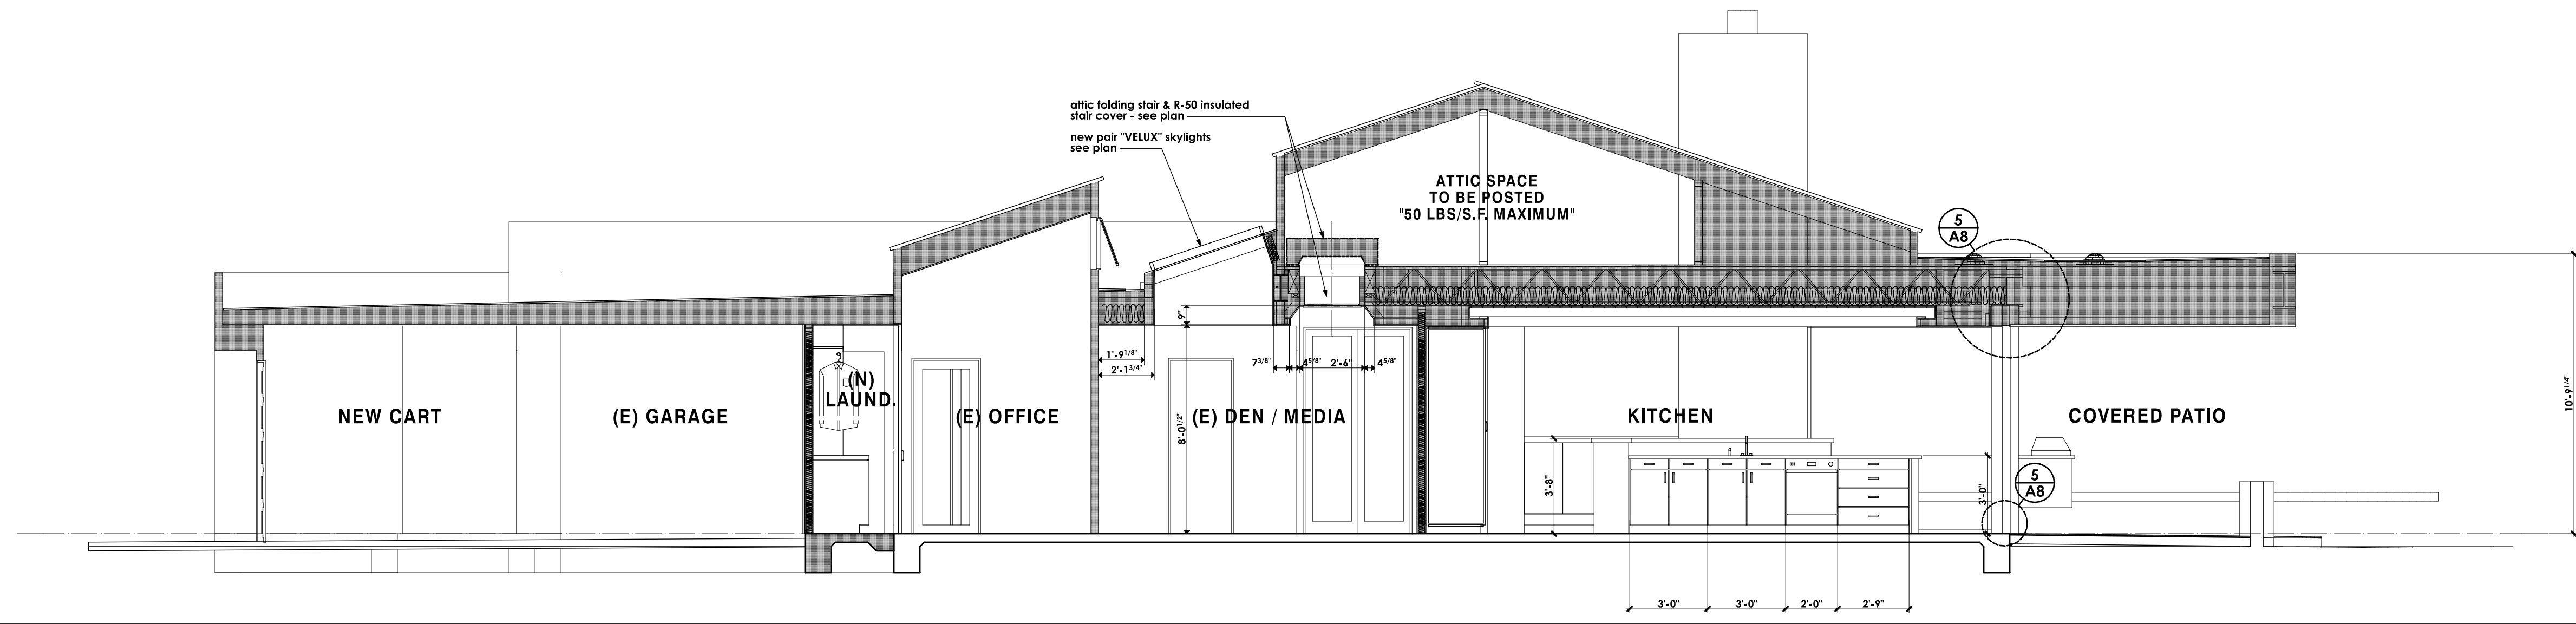 attic folding stair & R-50 insulated
stair cover - see plan
new pair "VELUX" skylights
see plan
ATTIC SPACE
TO BE POSTED
"50 LBS/S.F. MAXIMUM"
5
A8
9"
1'-9 1/8"
2'-1 3/4"
7 3/8"
4 5/8"
2'-6"
4 5/8"
8'-0 1/2"
10'-9 1/4"
NEW CART
(E) GARAGE
(N)
LAUND.
(E) OFFICE
(E) DEN / MEDIA
KITCHEN
COVERED PATIO
3'-8"
3'-0"
5
A8
3'-0"
3'-0"
2'-0"
2'-9"